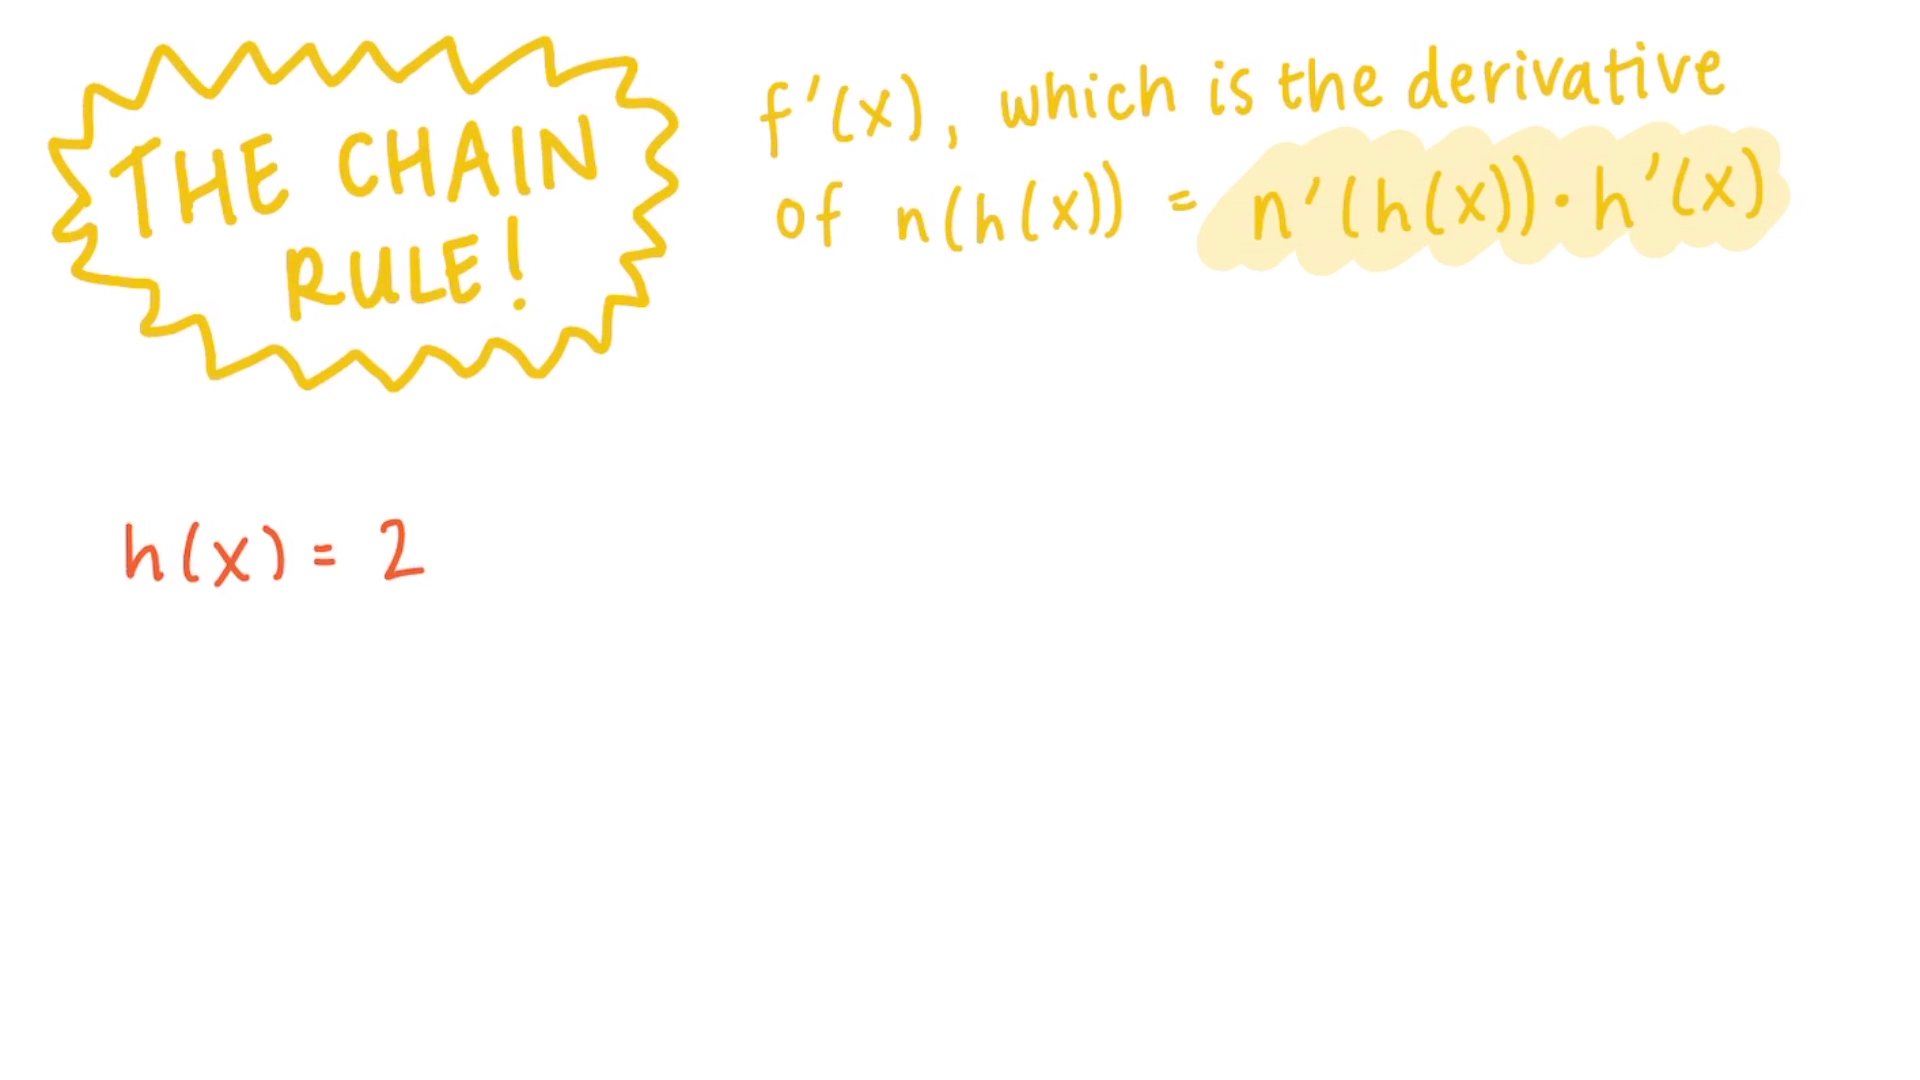 THE CHAIN
RULE!
f'(x), which is the derivative
of n(h(x)) = n'(h(x))·h'(x)
h(x) = 2